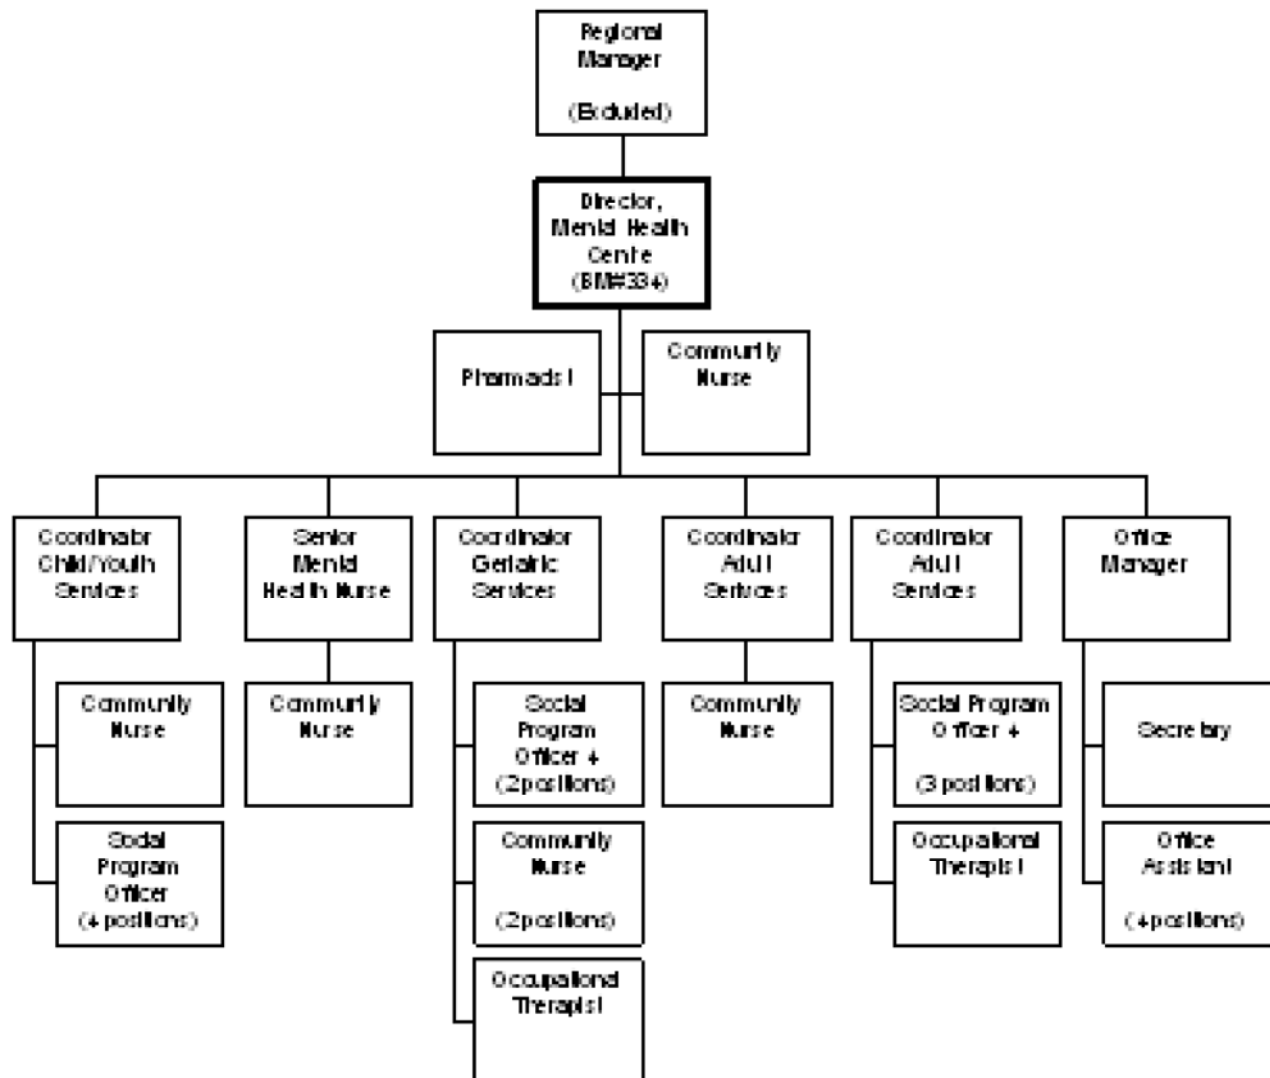 Regional
Manager
(Excluded)
Director,
Mental Health
Centre
(BM#334)
Pharmacist
Community
Nurse
Coordinator
Child/Youth
Services
Senior
Mental
Health Nurse
Coordinator
Geriatric
Services
Coordinator
Adult
Services
Coordinator
Adult
Services
Office
Manager
Community
Nurse
Community
Nurse
Social
Program
Officer 4
(2 positions)
Community
Nurse
Social Program
Officer 4
(3 positions)
Secretary
Social
Program
Officer
(4 positions)
Community
Nurse
(2 positions)
Occupational
Therapist
Office
Assistant
(4 positions)
Occupational
Therapist